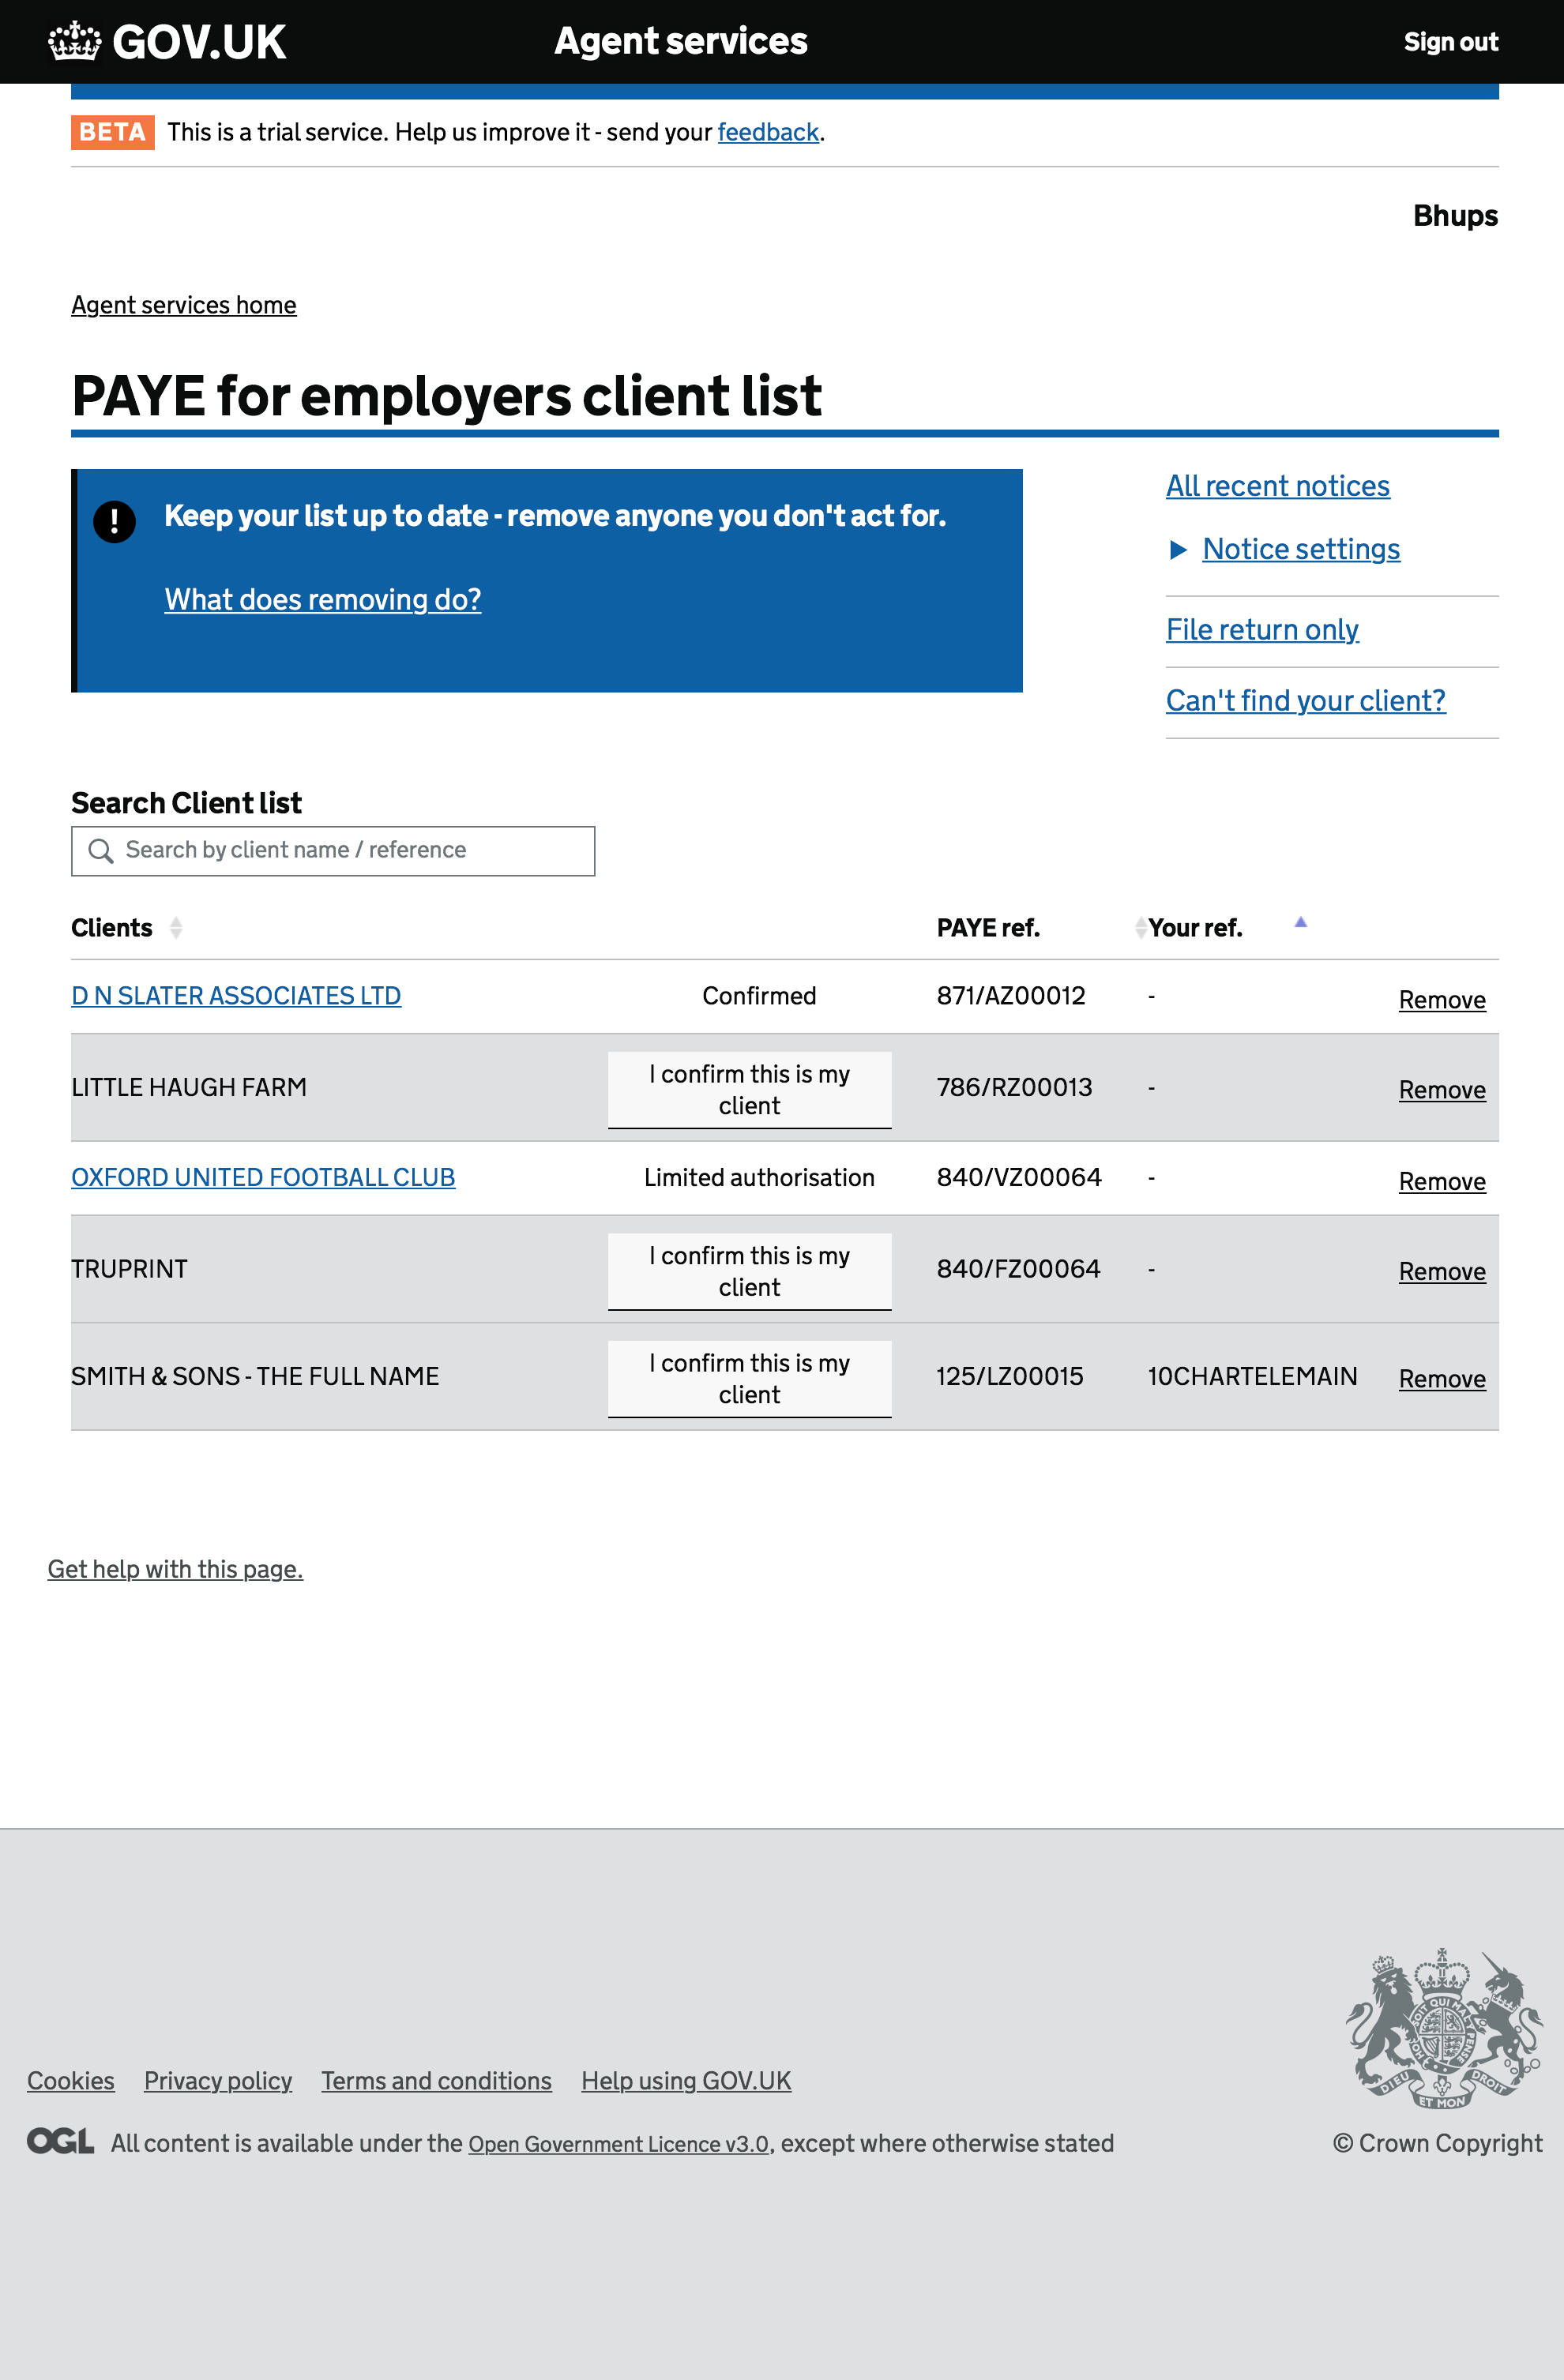 GOV.UK
Agent services
Sign out
BETA This is a trial service. Help us improve it - send your feedback.
Bhups
Agent services home
PAYE for employers client list
! Keep your list up to date - remove anyone you don't act for.
What does removing do?
All recent notices
Notice settings
File return only
Can't find your client?
Search Client list
Search by client name / reference
Clients PAYE ref. Your ref.
D N SLATER ASSOCIATES LTD Confirmed 871/AZ00012 - Remove
LITTLE HAUGH FARM I confirm this is my client 786/RZ00013 - Remove
OXFORD UNITED FOOTBALL CLUB Limited authorisation 840/VZ00064 - Remove
TRUPRINT I confirm this is my client 840/FZ00064 - Remove
SMITH & SONS - THE FULL NAME I confirm this is my client 125/LZ00015 10CHARTELEMAIN Remove
Get help with this page.
Cookies Privacy policy Terms and conditions Help using GOV.UK
OGL All content is available under the Open Government Licence v3.0, except where otherwise stated
DIEU ET MON DROIT
© Crown Copyright